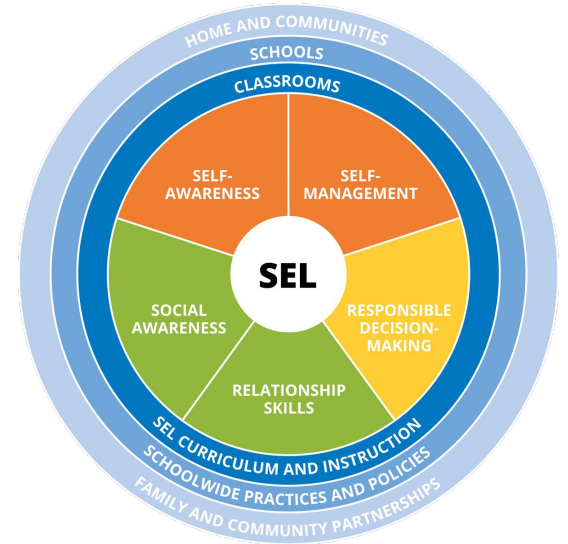 HOME AND COMMUNITIES
SCHOOLS
CLASSROOMS
SELF-
AWARENESS
SELF-
MANAGEMENT
SEL
SOCIAL
AWARENESS
RESPONSIBLE
DECISION-
MAKING
RELATIONSHIP
SKILLS
SEL CURRICULUM AND INSTRUCTION
SCHOOLWIDE PRACTICES AND POLICIES
FAMILY AND COMMUNITY PARTNERSHIPS